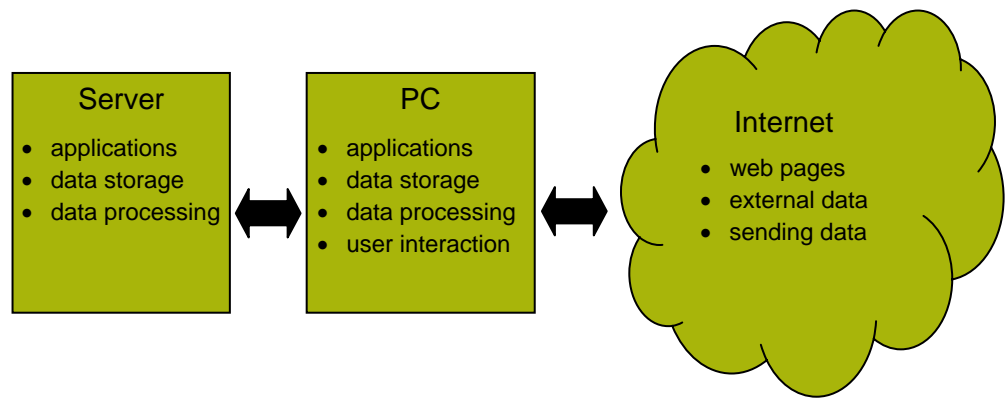 Server
• applications
• data storage
• data processing
PC
• applications
• data storage
• data processing
• user interaction
Internet
• web pages
• external data
• sending data